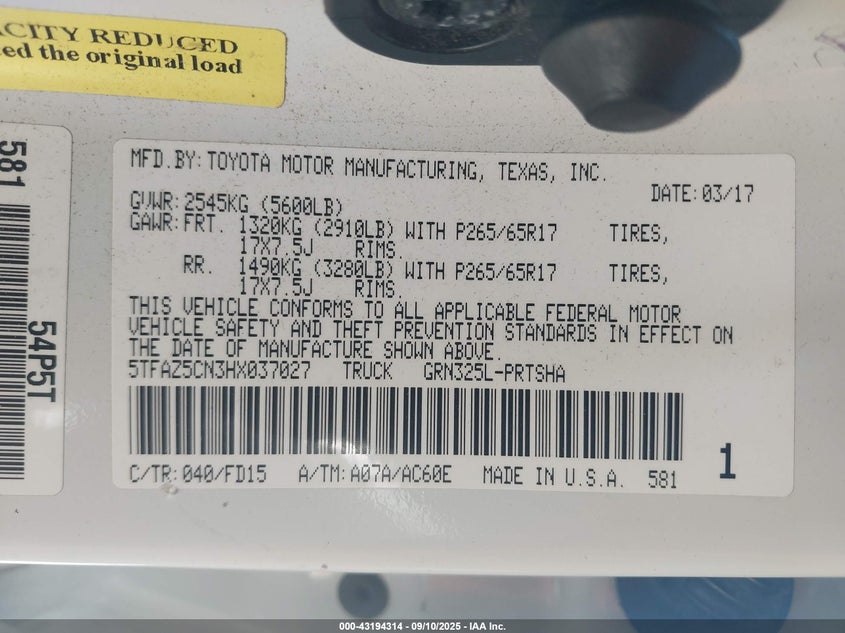 ACITY REDUCED
ed the original load
581
54P5T
MFD.BY:TOYOTA MOTOR MANUFACTURING, TEXAS, INC.
DATE:03/17
GVWR:2545KG (5600LB)
GAWR:FRT. 1320KG (2910LB) WITH P265/65R17 TIRES,
17X7.5J RIMS.
RR. 1490KG (3280LB) WITH P265/65R17 TIRES,
17X7.5J RIMS.
THIS VEHICLE CONFORMS TO ALL APPLICABLE FEDERAL MOTOR
VEHICLE SAFETY AND THEFT PREVENTION STANDARDS IN EFFECT ON
THE DATE OF MANUFACTURE SHOWN ABOVE.
5TFAZ5CN3HX037027 TRUCK GRN325L-PRTSHA
C/TR:040/FD15 A/TM:A07A/AC60E MADE IN U.S.A. 581
1
000-43194314 - 09/10/2025 - IAA Inc.